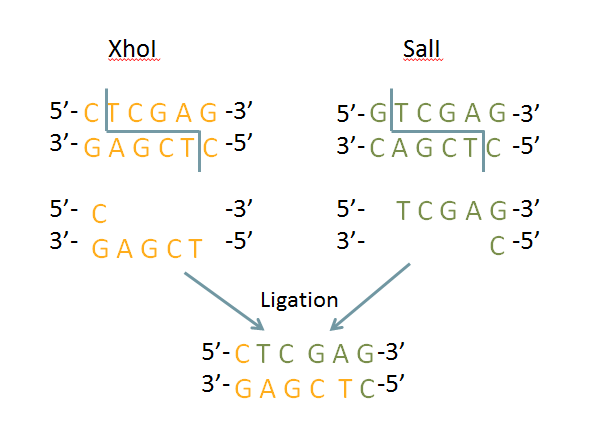 XhoI SalI
5’- C T C G A G -3’ 5’- G T C G A G -3’
3’- G A G C T C -5’ 3’- C A G C T C -5’
5’- C -3’ 5’- T C G A G -3’
3’- G A G C T -5’ 3’- C -5’
Ligation
5’- C T C G A G -3’
3’- G A G C T C -5’